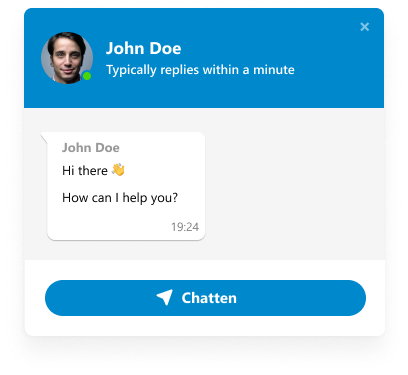 John Doe
Typically replies within a minute
John Doe
Hi there 👋
How can I help you?
19:24
Chatten